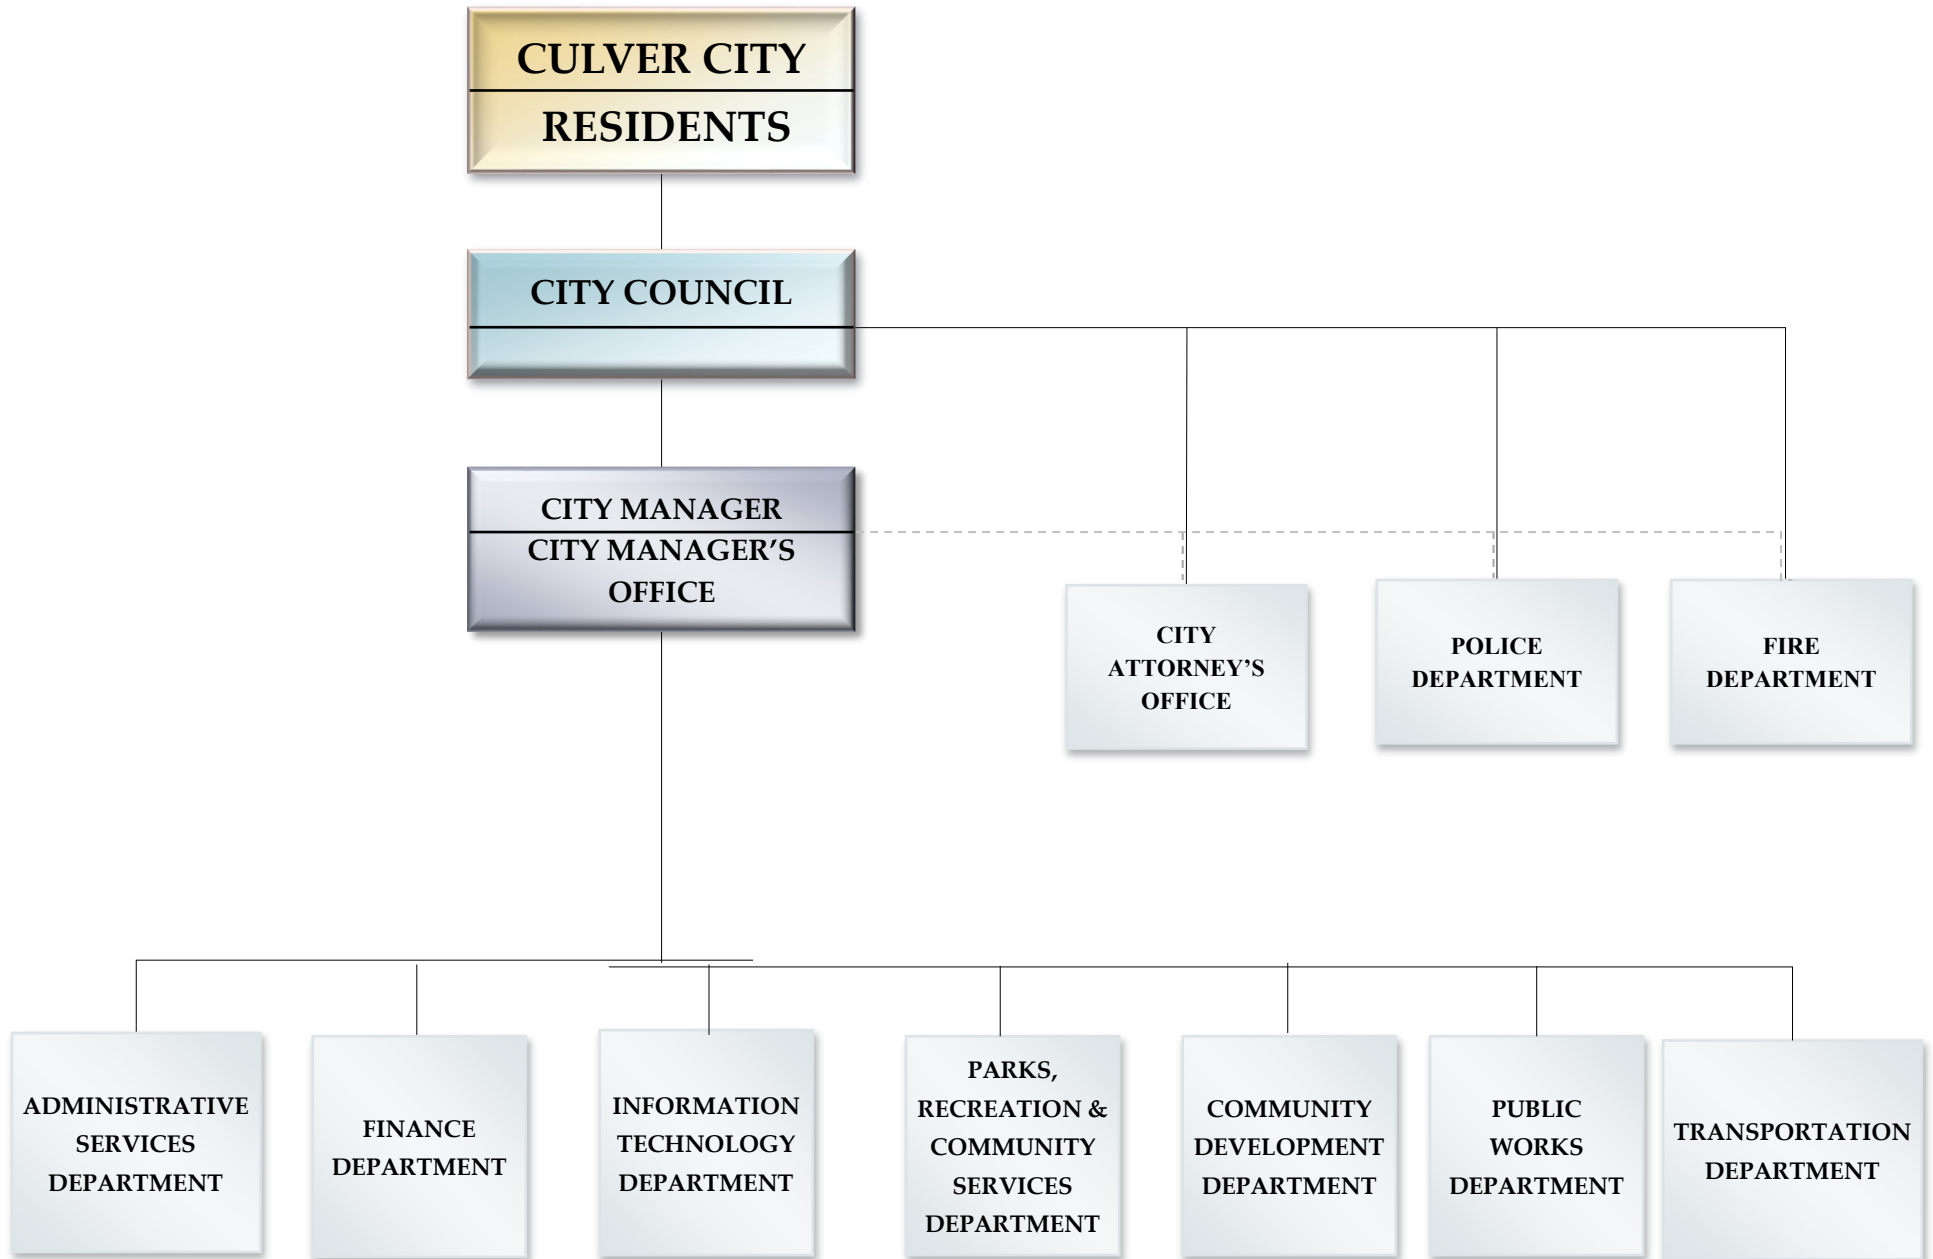 CULVER CITY
RESIDENTS
CITY COUNCIL
CITY MANAGER
CITY MANAGER’S
OFFICE
CITY
ATTORNEY’S
OFFICE
POLICE
DEPARTMENT
FIRE
DEPARTMENT
ADMINISTRATIVE
SERVICES
DEPARTMENT
FINANCE
DEPARTMENT
INFORMATION
TECHNOLOGY
DEPARTMENT
PARKS,
RECREATION &
COMMUNITY
SERVICES
DEPARTMENT
COMMUNITY
DEVELOPMENT
DEPARTMENT
PUBLIC
WORKS
DEPARTMENT
TRANSPORTATION
DEPARTMENT